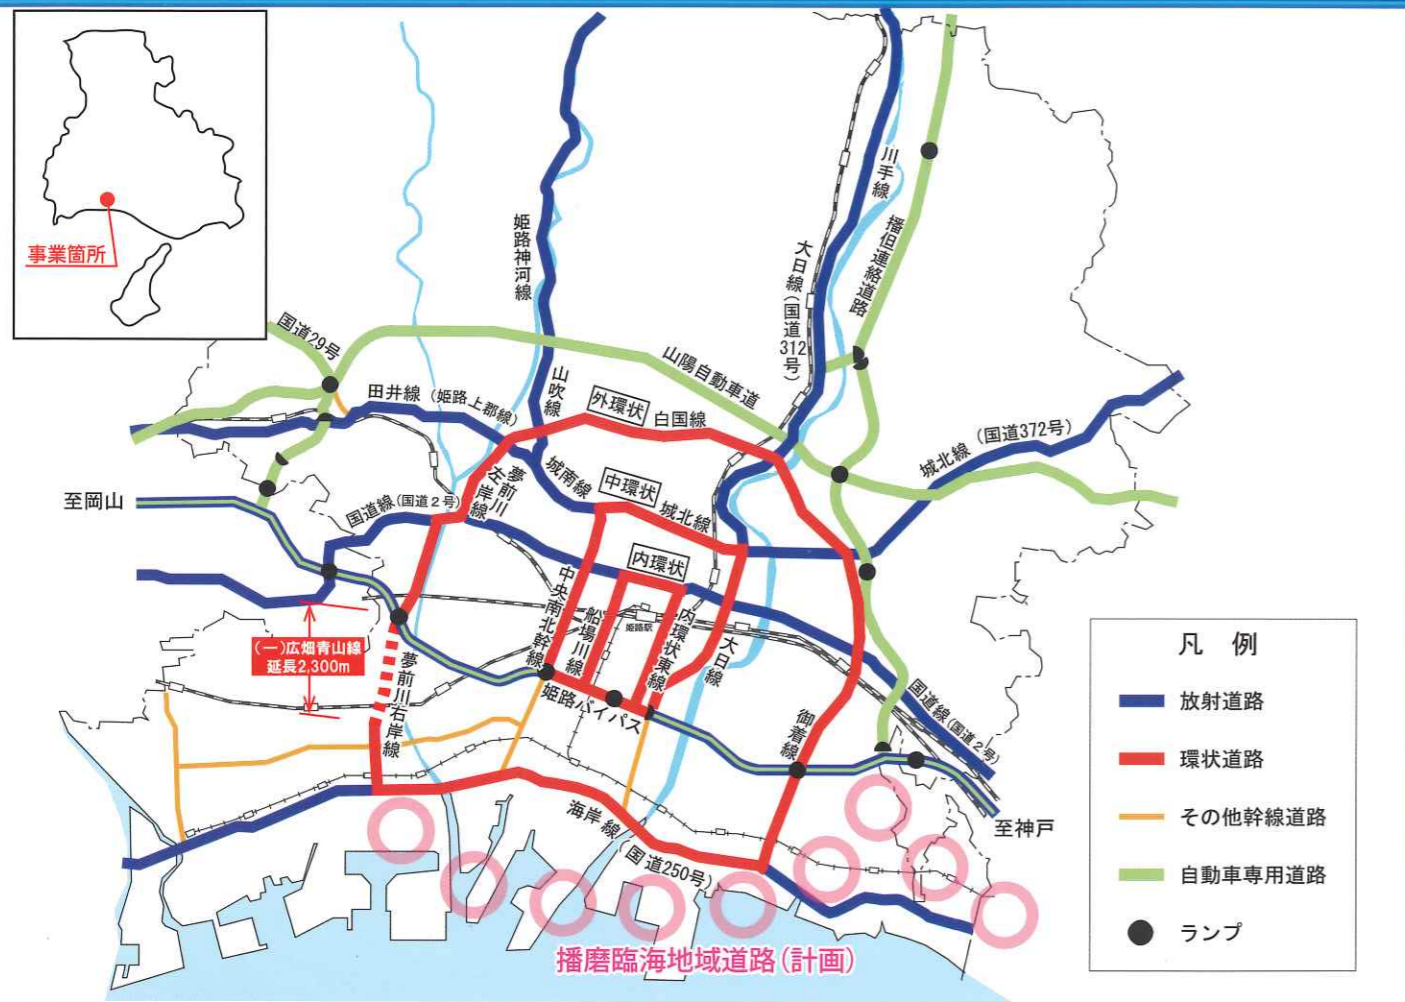 事業箇所
国道29号
田井線(姫路上郡線)
姫路神河線
山吹線
外環状
白国線
山陽自動車道
大日線(国道312号)
川手線
播但連絡道路
城北線(国道372号)
至岡山
国道線(国道2号)
夢前川左岸線
城南線
中環状
城北線
内環状
中央南北幹線
船場川線
姫路駅
内環状東線
大日線
(一)広畑青山線
延長2,300m
夢前川右岸線
姫路バイパス
御着線
国道線(国道2号)
至神戸
海岸線(国道250号)
播磨臨海地域道路(計画)
凡例
放射道路
環状道路
その他幹線道路
自動車専用道路
ランプ